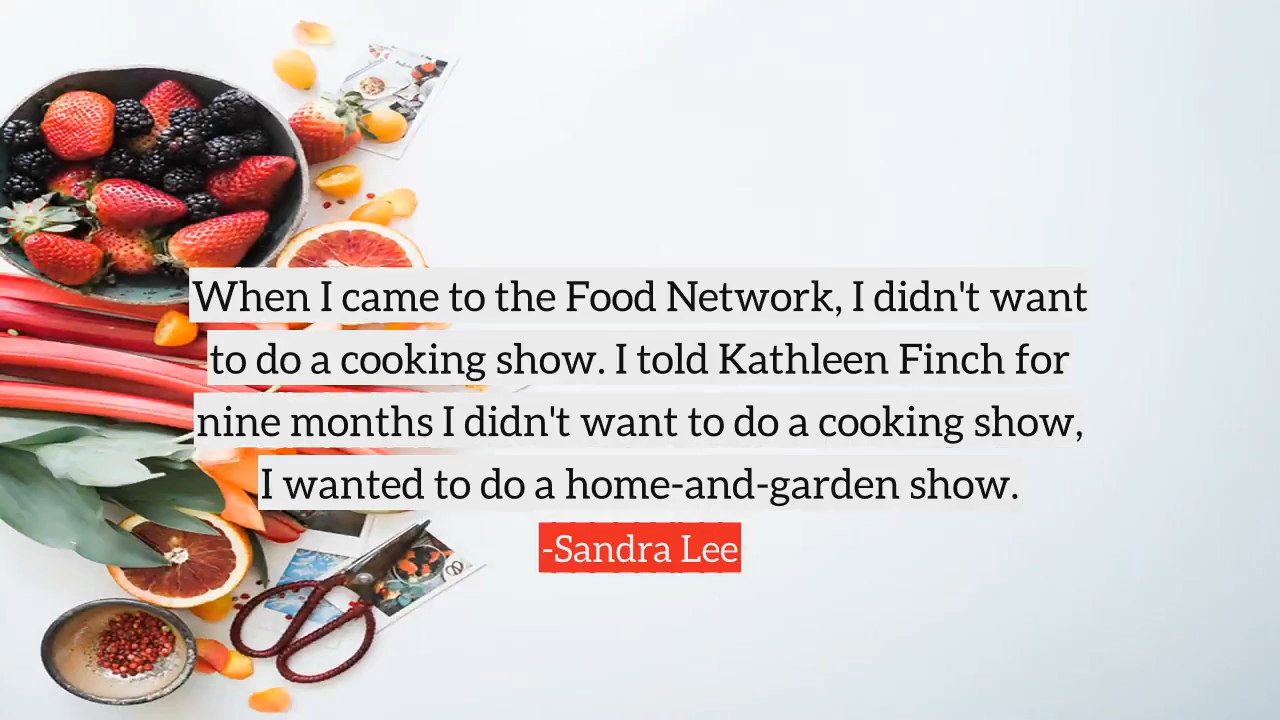 When I came to the Food Network, I didn't want
to do a cooking show. I told Kathleen Finch for
nine months I didn't want to do a cooking show,
I wanted to do a home-and-garden show.
-Sandra Lee